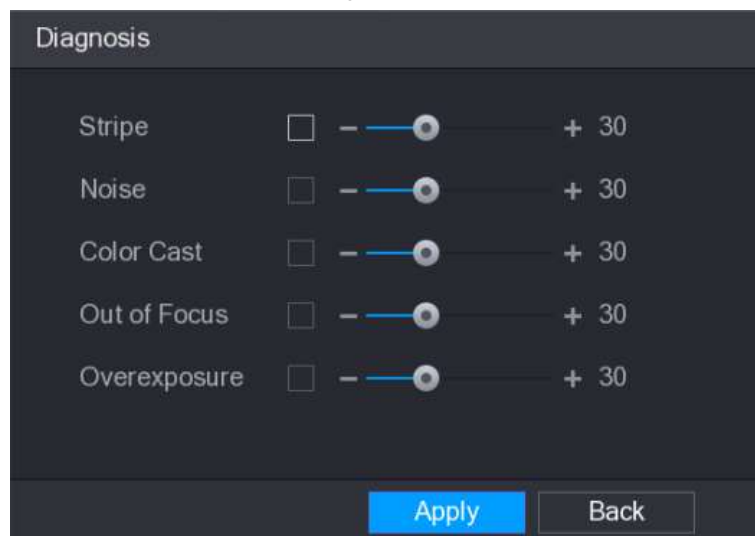 Diagnosis
Stripe - + 30
Noise - + 30
Color Cast - + 30
Out of Focus - + 30
Overexposure - + 30
Apply Back